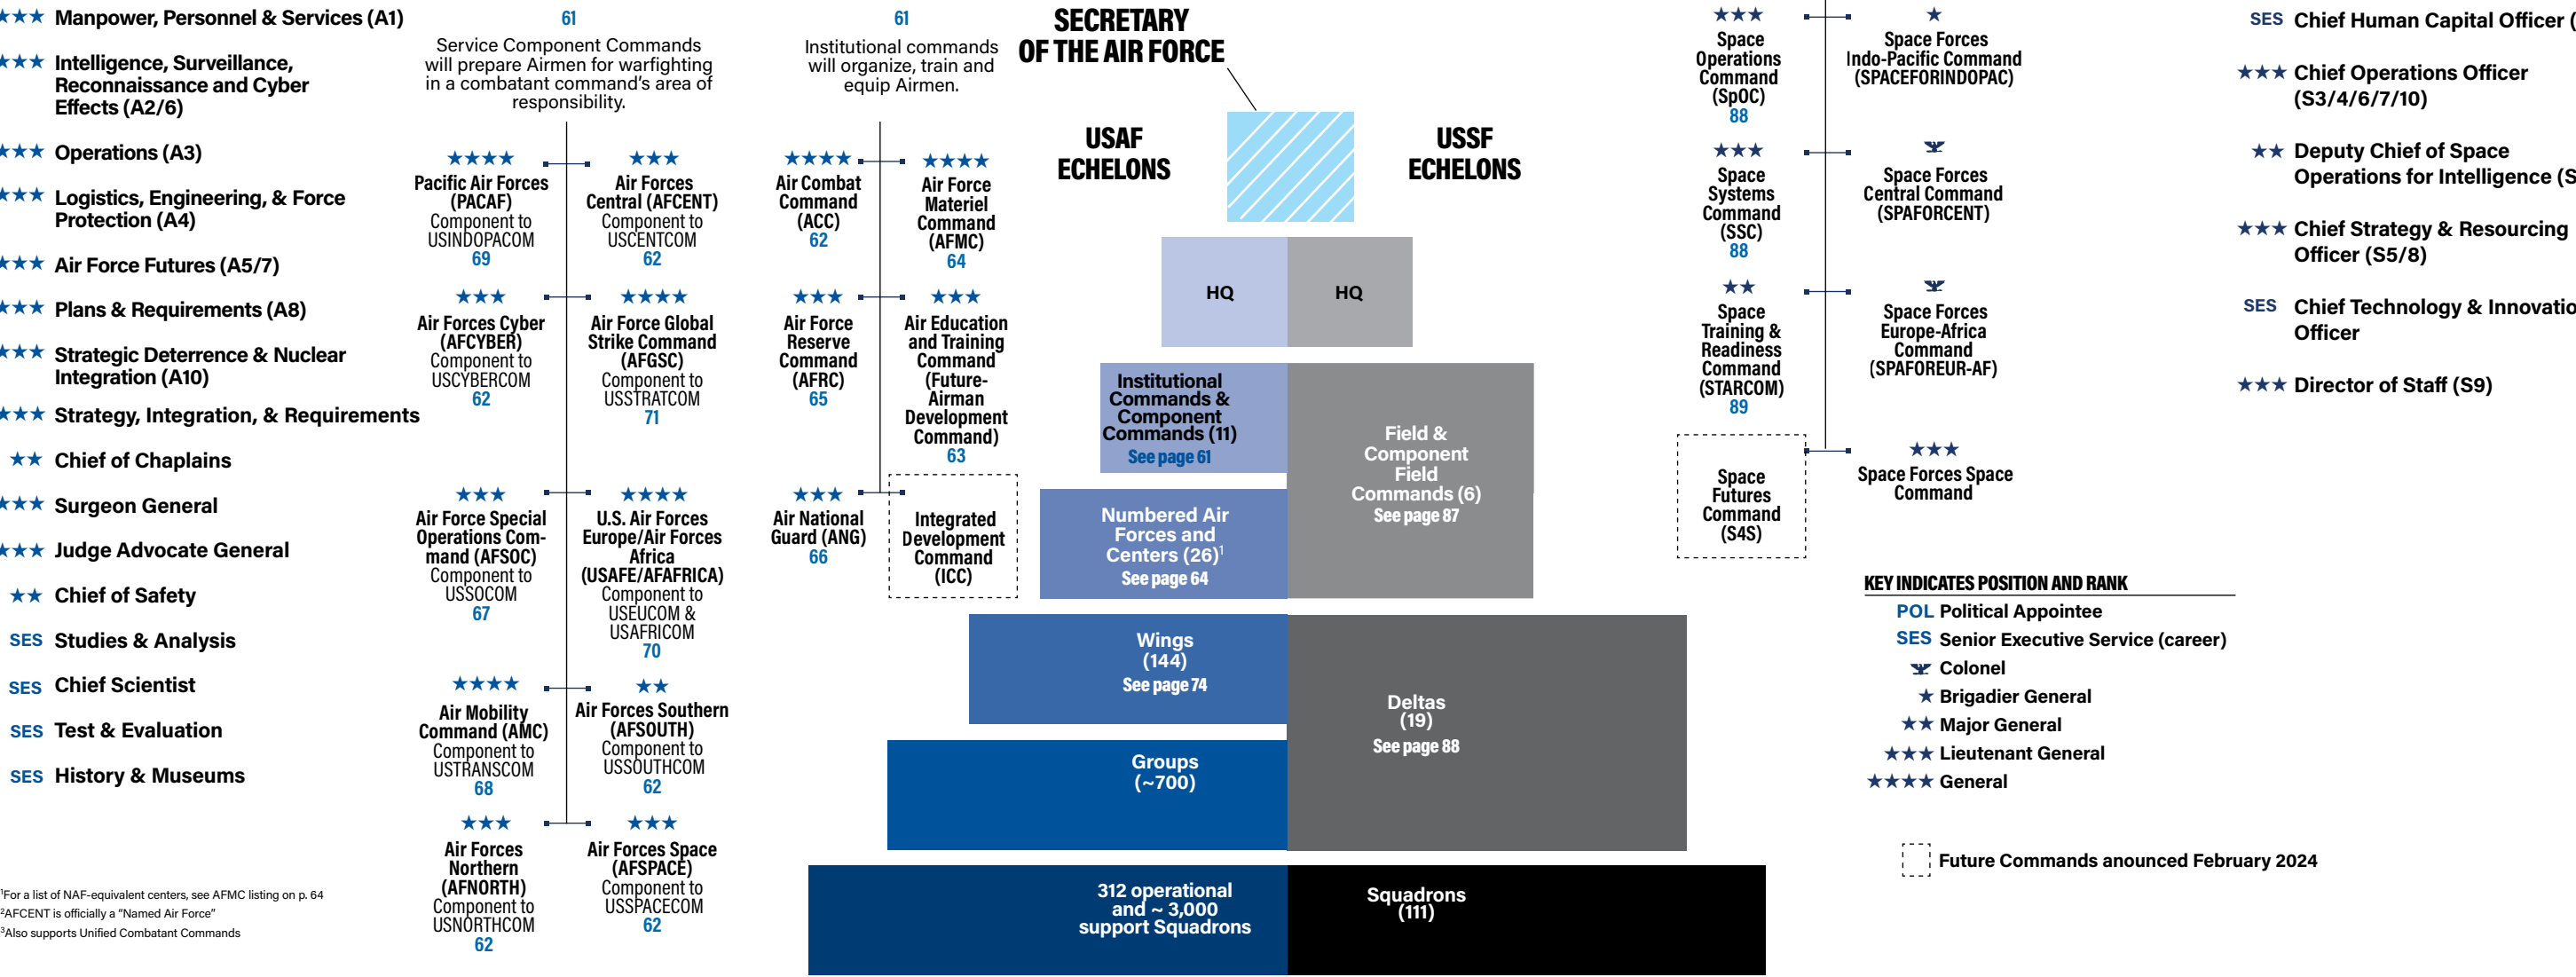 ★★★ Manpower, Personnel & Services (A1)
★★★ Intelligence, Surveillance,
Reconnaissance and Cyber
Effects (A2/6)
★★★ Operations (A3)
★★★ Logistics, Engineering, & Force
Protection (A4)
★★★ Air Force Futures (A5/7)
★★★ Plans & Requirements (A8)
★★★ Strategic Deterrence & Nuclear
Integration (A10)
★★★ Strategy, Integration, & Requirements
★★ Chief of Chaplains
★★★ Surgeon General
★★★ Judge Advocate General
★★ Chief of Safety
SES Studies & Analysis
SES Chief Scientist
SES Test & Evaluation
SES History & Museums
1For a list of NAF-equivalent centers, see AFMC listing on p. 64
2AFCENT is officially a “Named Air Force”
3Also supports Unified Combatant Commands
61
Service Component Commands
will prepare Airmen for warfighting
in a combatant command’s area of
responsibility.
★★★★
Pacific Air Forces
(PACAF)
Component to
USINDOPACOM
69
★★★
Air Forces
Central (AFCENT)
Component to
USCENTCOM
62
★★★
Air Forces Cyber
(AFCYBER)
Component to
USCYBERCOM
62
★★★★
Air Force Global
Strike Command
(AFGSC)
Component to
USSTRATCOM
71
★★★
Air Force Special
Operations Com-
mand (AFSOC)
Component to
USSOCOM
67
★★★★
U.S. Air Forces
Europe/Air Forces
Africa
(USAFE/AFAFRICA)
Component to
USEUCOM &
USAFRICOM
70
★★★★
Air Mobility
Command (AMC)
Component to
USTRANSCOM
68
★★
Air Forces Southern
(AFSOUTH)
Component to
USSOUTHCOM
62
★★★
Air Forces
Northern
(AFNORTH)
Component to
USNORTHCOM
62
★★★
Air Forces Space
(AFSPACE)
Component to
USSPACECOM
62
61
Institutional commands
will organize, train and
equip Airmen.
★★★★
Air Combat
Command
(ACC)
62
★★★★
Air Force
Materiel
Command
(AFMC)
64
★★★
Air Force
Reserve
Command
(AFRC)
65
★★★
Air Education
and Training
Command
(Future-
Airman
Development
Command)
63
★★★
Air National
Guard (ANG)
66
Integrated
Development
Command
(ICC)
SECRETARY
OF THE AIR FORCE
USAF
ECHELONS
USSF
ECHELONS
HQ
HQ
Institutional
Commands &
Component
Commands (11)
See page 61
Field &
Component
Field
Commands (6)
See page 87
Numbered Air
Forces and
Centers (26)1
See page 64
Wings
(144)
See page 74
Deltas
(19)
See page 88
Groups
(~700)
312 operational
and ~ 3,000
support Squadrons
Squadrons
(111)
★★★
Space
Operations
Command
(SpOC)
88
★
Space Forces
Indo-Pacific Command
(SPACEFORINDOPAC)
★★★
Space
Systems
Command
(SSC)
88
Space Forces
Central Command
(SPAFORCENT)
★★
Space
Training &
Readiness
Command
(STARCOM)
89
Space Forces
Europe-Africa
Command
(SPAFOREUR-AF)
Space
Futures
Command
(S4S)
★★★
Space Forces Space
Command
KEY INDICATES POSITION AND RANK
POL Political Appointee
SES Senior Executive Service (career)
Colonel
★ Brigadier General
★★ Major General
★★★ Lieutenant General
★★★★ General
Future Commands anounced February 2024
SES Chief Human Capital Officer (
★★★ Chief Operations Officer
(S3/4/6/7/10)
★★ Deputy Chief of Space
Operations for Intelligence (S
★★★ Chief Strategy & Resourcing
Officer (S5/8)
SES Chief Technology & Innovatio
Officer
★★★ Director of Staff (S9)